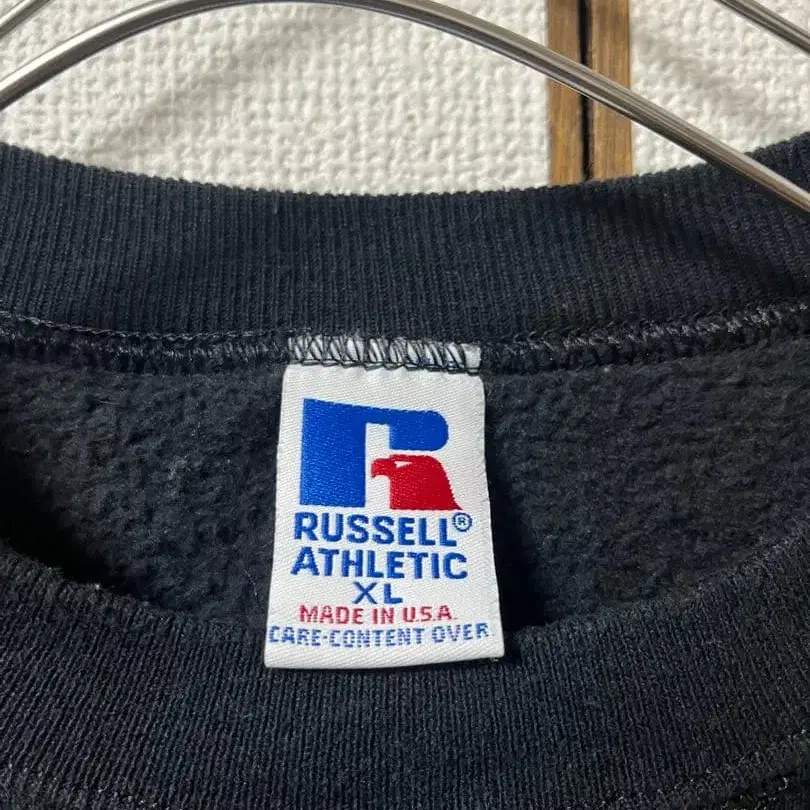 RUSSELL®
ATHLETIC
XL
MADE IN U.S.A.
CARE-CONTENT OVER